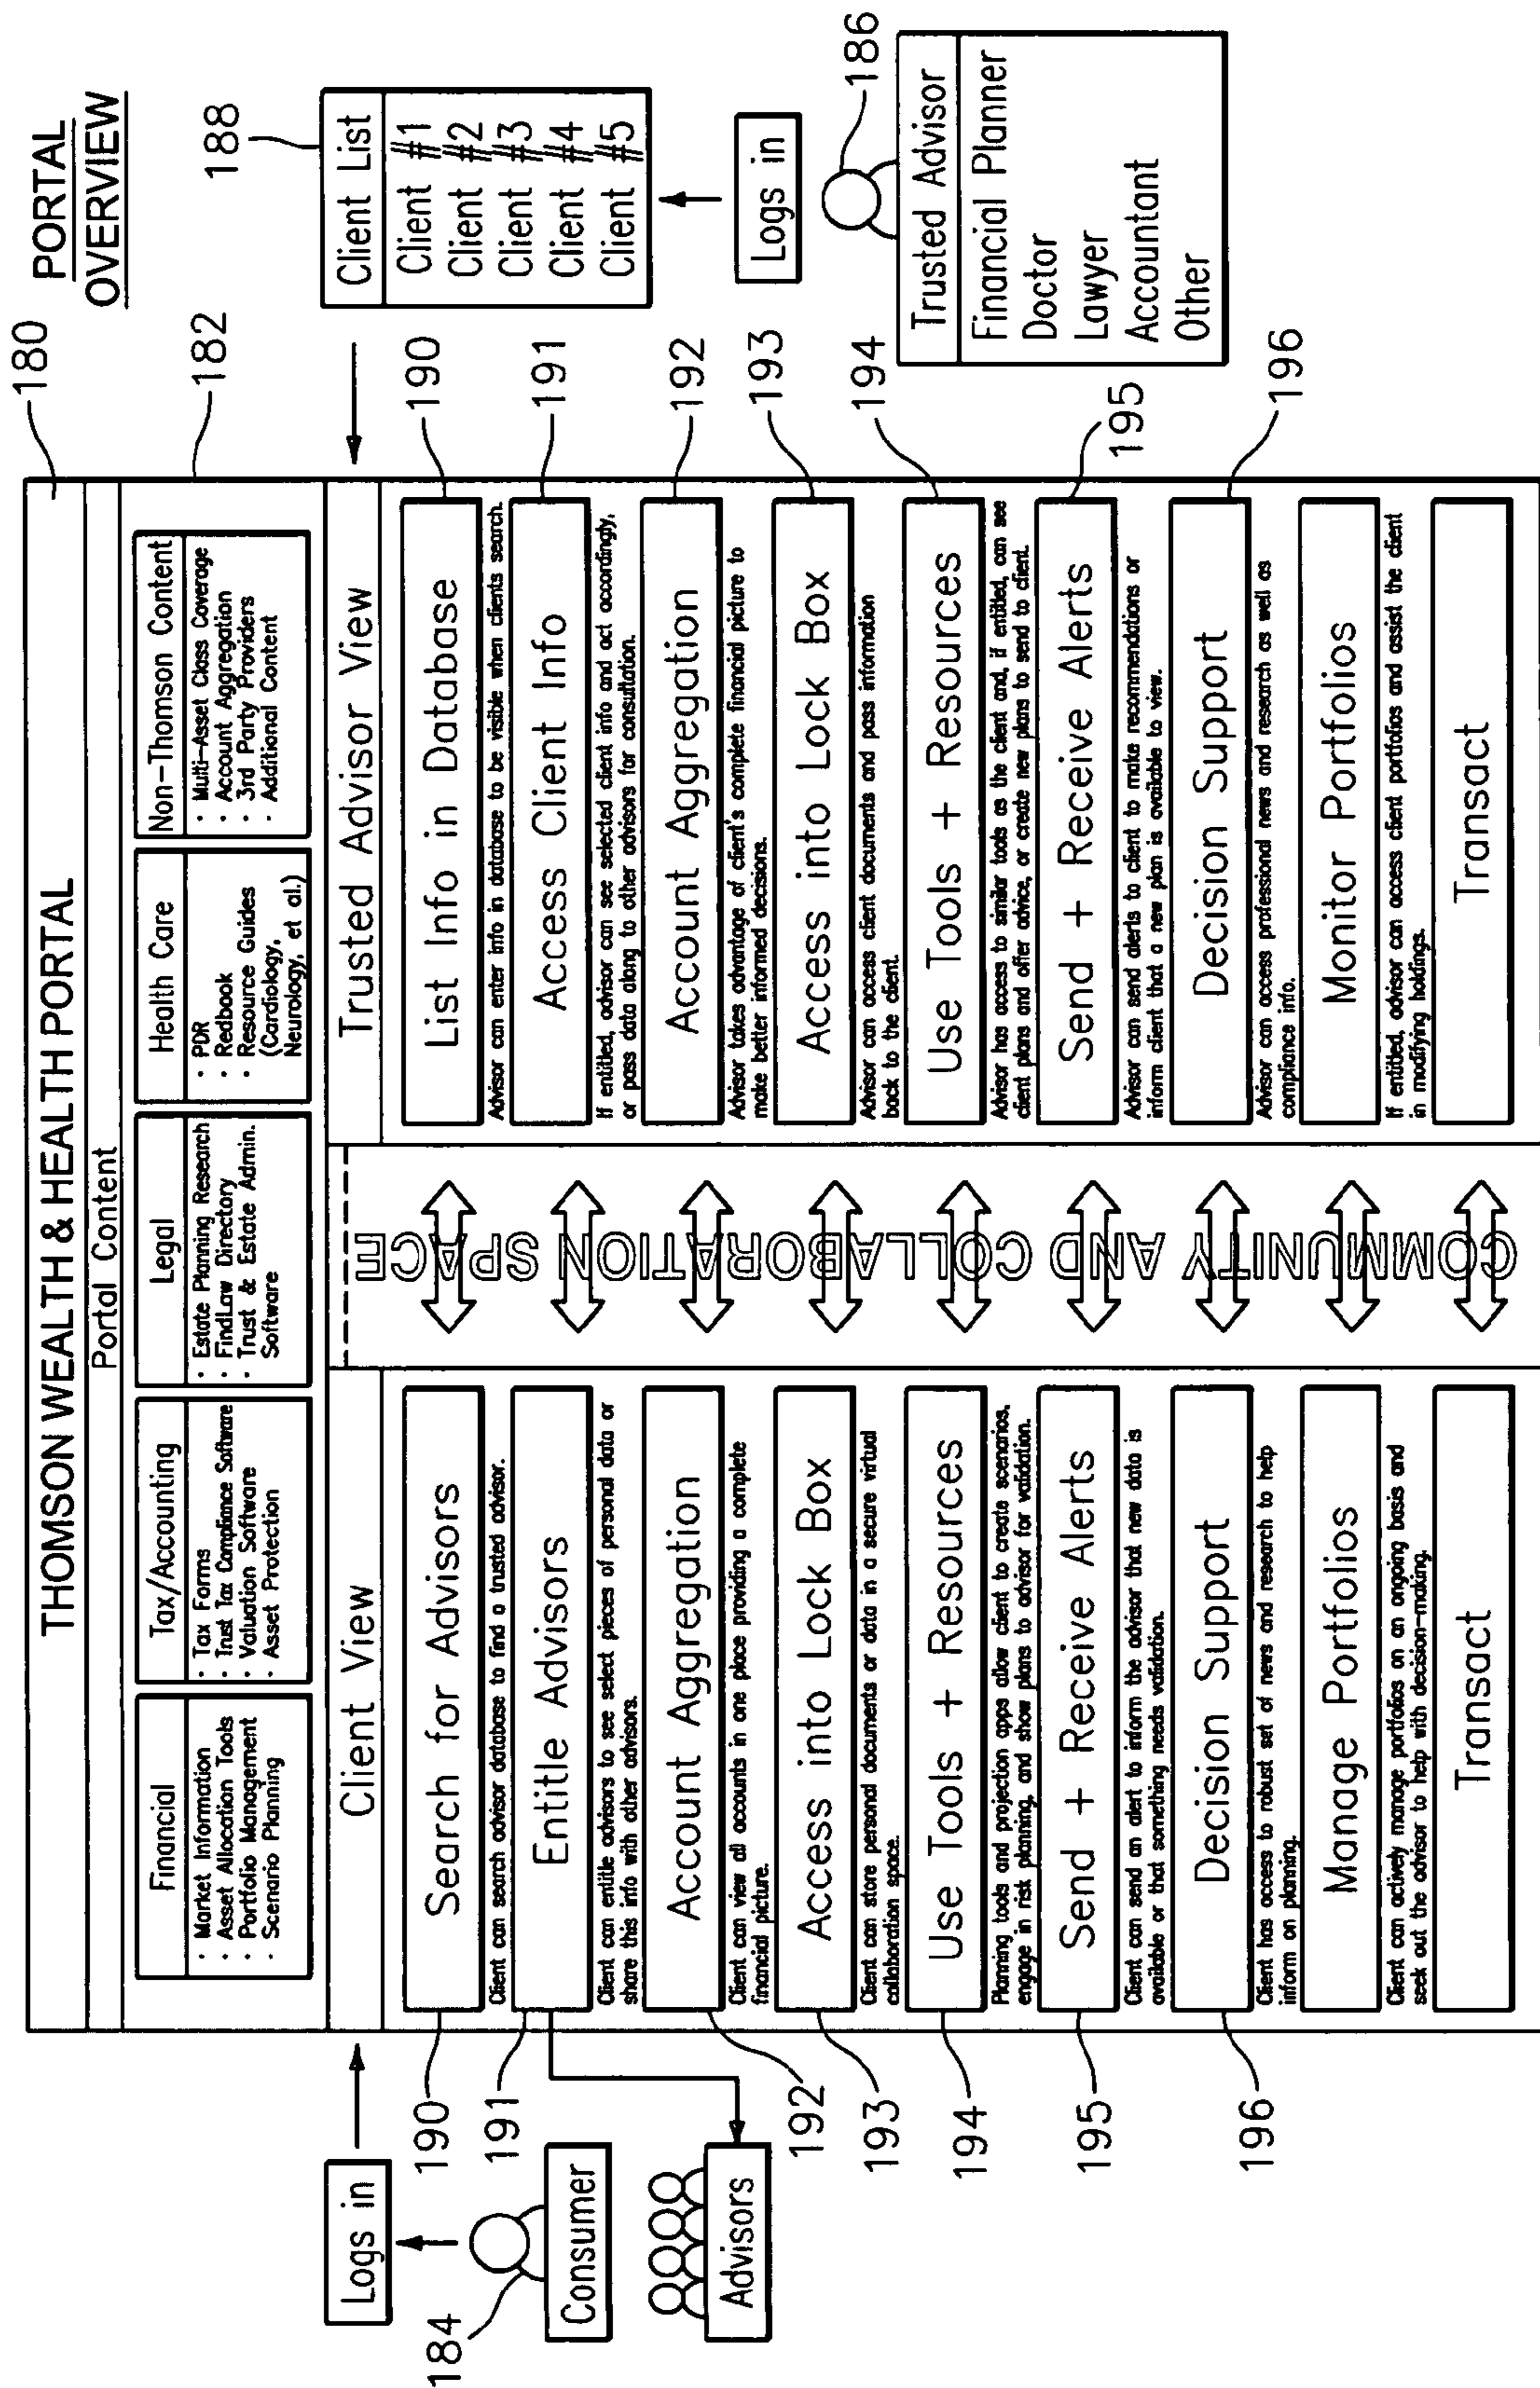 PORTAL
OVERVIEW
THOMSON WEALTH & HEALTH PORTAL
180
Portal Content
182
Financial
· Market Information
· Asset Allocation Tools
· Portfolio Management
· Scenario Planning
Tax/Accounting
· Tax Forms
· Trust Tax Compliance Software
· Valuation Software
· Asset Protection
Legal
· Estate Planning Research
· FindLaw Directory
· Trust & Estate Admin.
Software
Health Care
· PDR
· Redbook
· Resource Guides
(Cardiology,
Neurology, et al.)
Non-Thomson Content
· Multi-Asset Class Coverage
· Account Aggregation
· 3rd Party Providers
· Additional Content
Logs in
184
Consumer
Advisors
Client View
190
Search for Advisors
Client can search advisor database to find a trusted advisor.
191
Entitle Advisors
Client can entitle advisors to see select pieces of personal data or
share this info with other advisors.
192
Account Aggregation
Client can view all accounts in one place providing a complete
financial picture.
193
Access into Lock Box
Client can store personal documents or data in a secure virtual
collaboration space.
194
Use Tools + Resources
Planning tools and projection apps allow client to create scenarios,
engage in risk planning, and show plans to advisor for validation.
195
Send + Receive Alerts
Client can send an alert to inform the advisor that new data is
available or that something needs validation.
196
Decision Support
Client has access to robust set of news and research to help
inform on planning.
Manage Portfolios
Client can actively manage portfolios on an ongoing basis and
seek out the advisor to help with decision-making.
Transact
COMMUNITY AND COLLABORATION SPACE
Trusted Advisor View
List Info in Database
190
Advisor can enter info in database to be visible when clients search.
Access Client Info
191
If entitled, advisor can see selected client info and act accordingly,
or pass data along to other advisors for consultation.
Account Aggregation
192
Advisor takes advantage of client's complete financial picture to
make better informed decisions.
Access into Lock Box
193
Advisor can access client documents and pass information
back to the client.
Use Tools + Resources
194
Advisor has access to similar tools as the client and, if entitled, can see
client plans and offer advice, or create new plans to send to client.
Send + Receive Alerts
195
Advisor can send alerts to client to make recommendations or
inform client that a new plan is available to view.
Decision Support
196
Advisor can access professional news and research as well as
compliance info.
Monitor Portfolios
If entitled, advisor can access client portfolios and assist the client
in modifying holdings.
Transact
188
Client List
Client #1
Client #2
Client #3
Client #4
Client #5
Logs in
186
Trusted Advisor
Financial Planner
Doctor
Lawyer
Accountant
Other